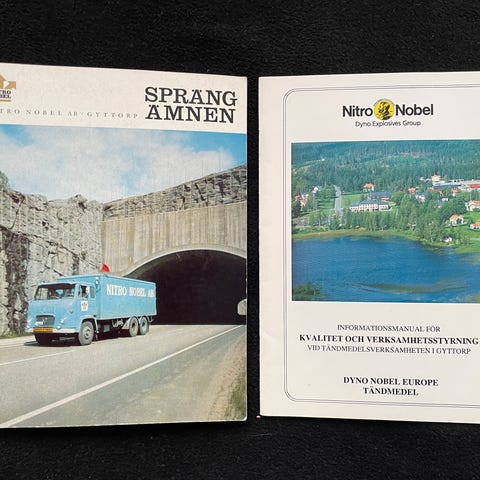 NITRO NOBEL AB · GYTTORP
SPRÄNG
ÄMNEN
NITRO NOBEL AB
Nitro Nobel
Dyno Explosives Group
INFORMATIONSMANUAL FÖR
KVALITET OCH VERKSAMHETSSTYRNING
VID TÄNDMEDELSVERKSAMHETEN I GYTTORP
DYNO NOBEL EUROPE
TÄNDMEDEL